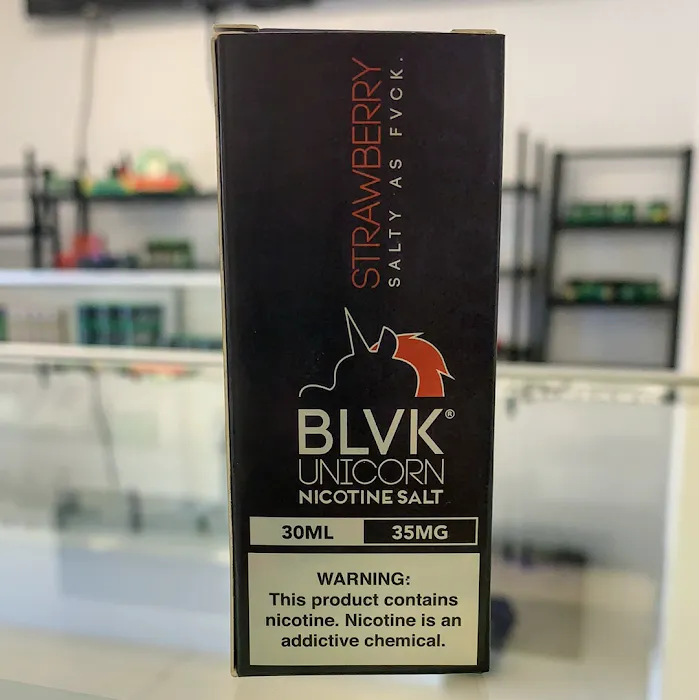 STRAWBERRY
SALTY AS FVCK.
BLVK®
UNICORN
NICOTINE SALT
30ML 35MG
WARNING:
This product contains
nicotine. Nicotine is an
addictive chemical.